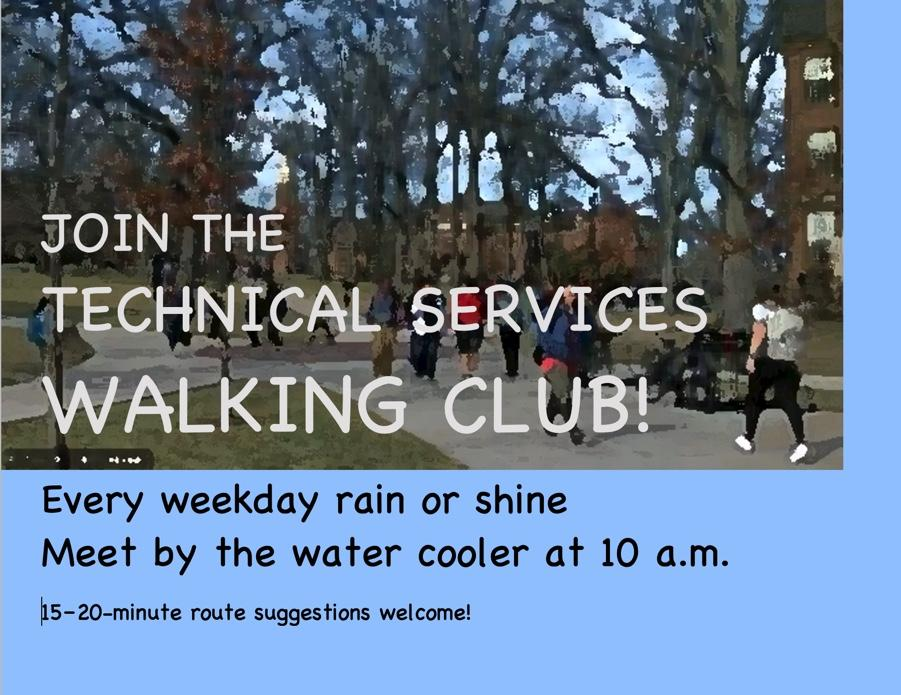 JOIN THE
TECHNICAL SERVICES
WALKING CLUB!
Every weekday rain or shine
Meet by the water cooler at 10 a.m.
15-20-minute route suggestions welcome!